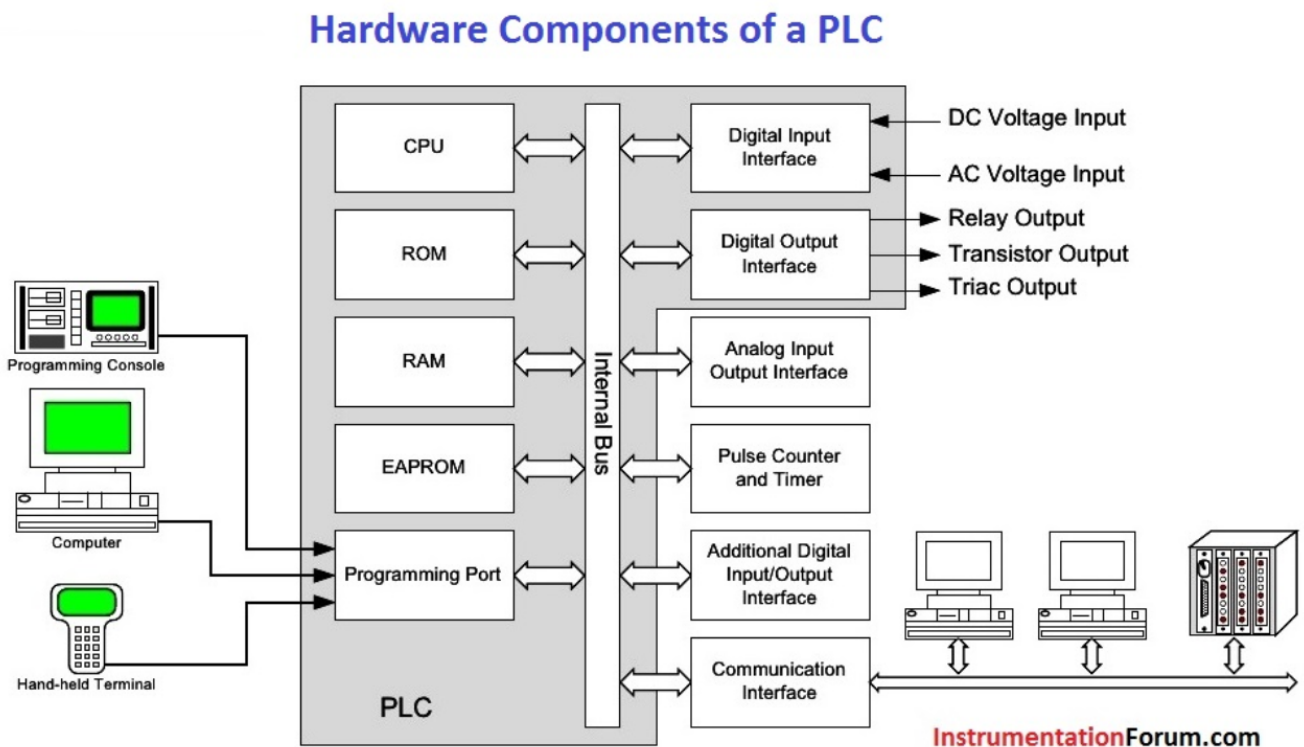 Hardware Components of a PLC
CPU
ROM
RAM
EAPROM
Programming Port
PLC
Internal Bus
Digital Input
Interface
Digital Output
Interface
Analog Input
Output Interface
Pulse Counter
and Timer
Additional Digital
Input/Output
Interface
Communication
Interface
DC Voltage Input
AC Voltage Input
Relay Output
Transistor Output
Triac Output
Programming Console
Computer
Hand-held Terminal
InstrumentationForum.com